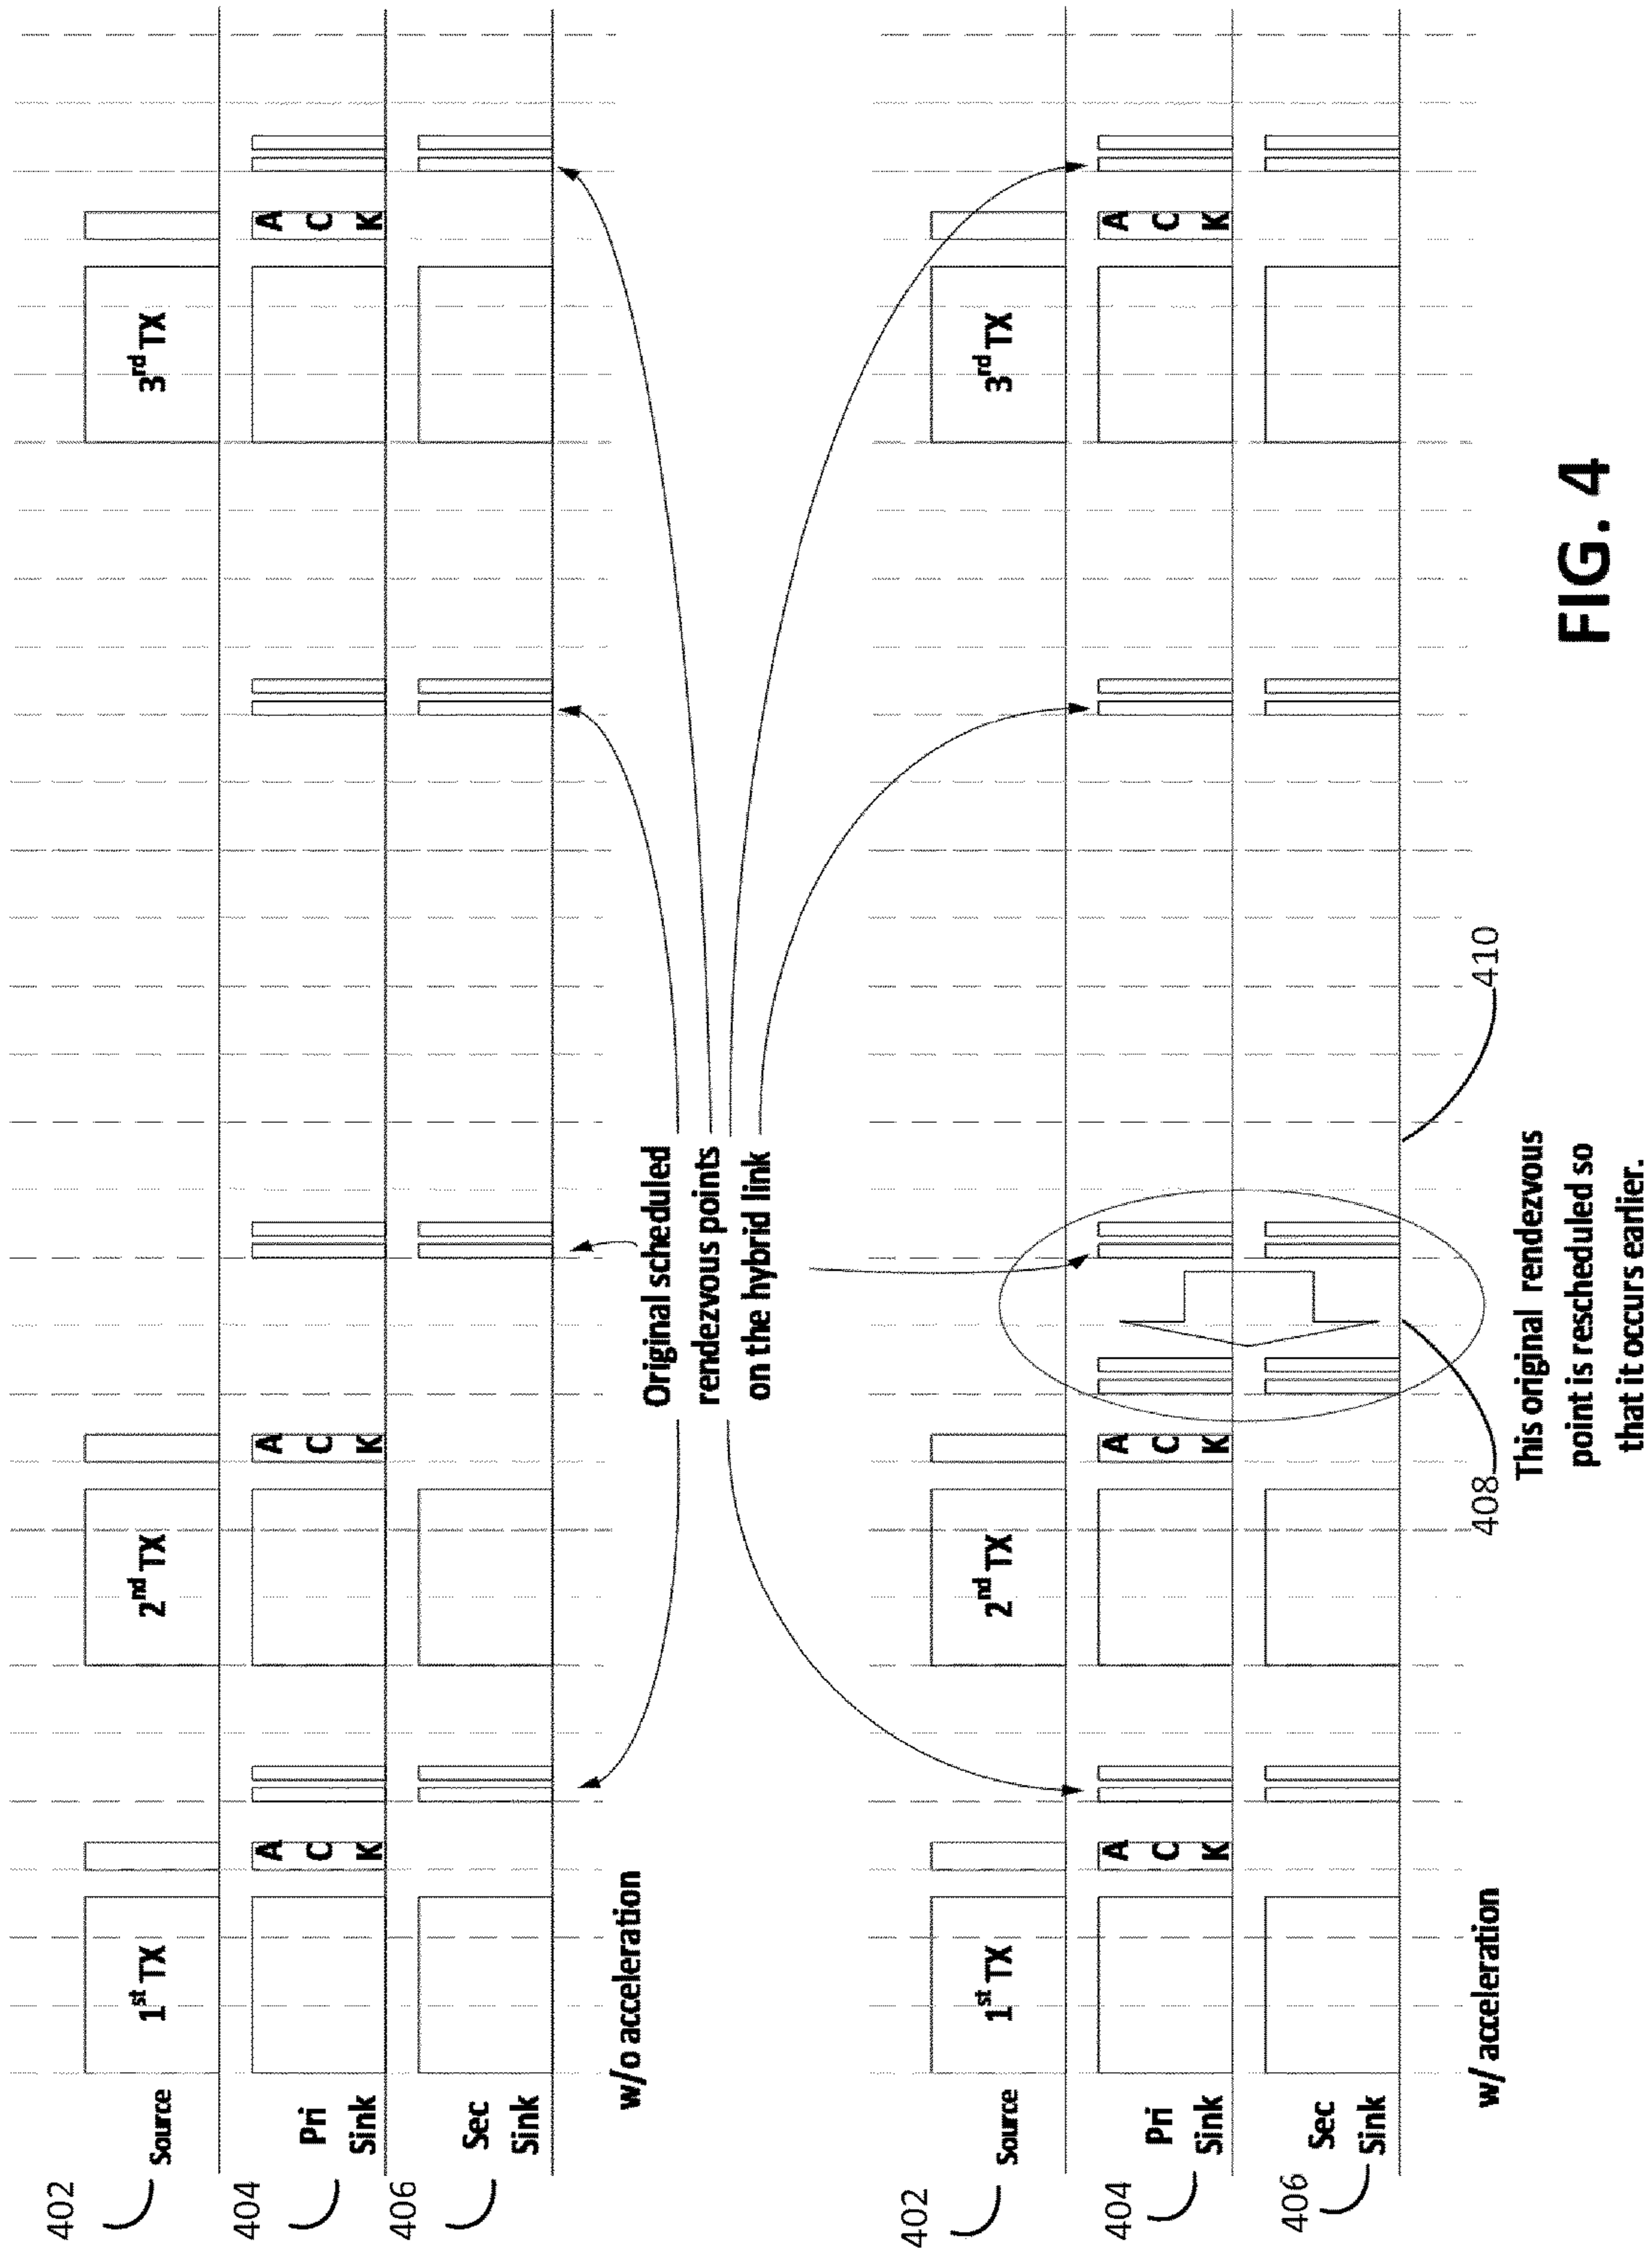 402
Source
1st TX
2nd TX
3rd TX
404
Pri
Sink
A
C
K
A
C
K
A
C
K
406
Sec
Sink
w/o acceleration
Original scheduled
rendezvous points
on the hybrid link
402
Source
1st TX
2nd TX
3rd TX
404
Pri
Sink
A
C
K
A
C
K
A
C
K
406
Sec
Sink
w/ acceleration
408
410
This original rendezvous
point is rescheduled so
that it occurs earlier.
FIG. 4